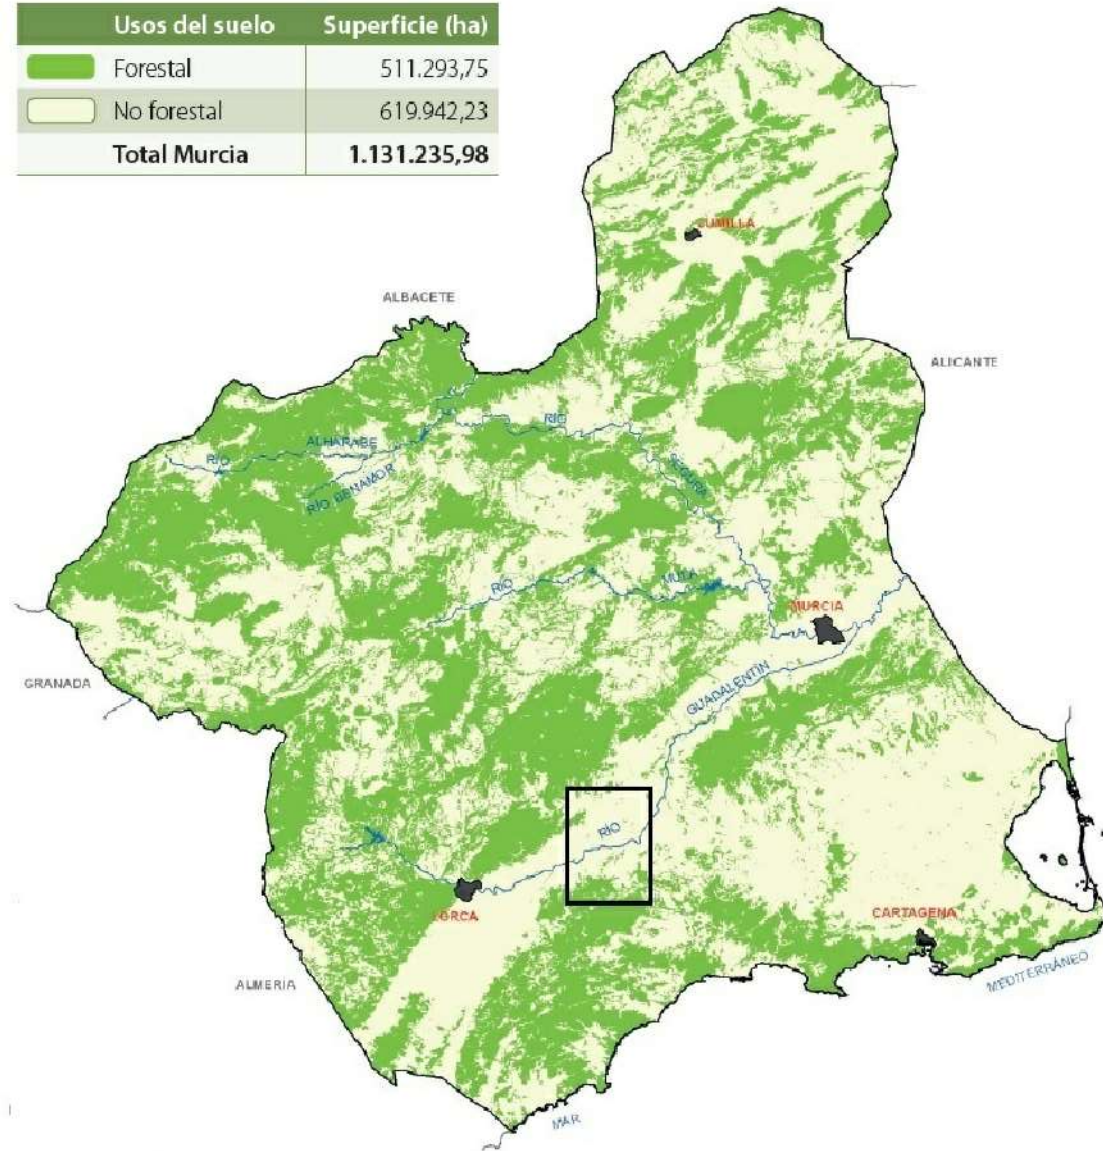 Usos del suelo Superficie (ha)
Forestal 511.293,75
No forestal 619.942,23
Total Murcia 1.131.235,98
JUMILLA
ALBACETE
ALICANTE
RÍO
ALHARABE
RÍO
SEGURA
RÍO BENAMOR
RÍO
MULA
MURCIA
GRANADA
GUADALENTÍN
RÍO
LORCA
CARTAGENA
ALMERIA
MEDITERRÁNEO
MAR